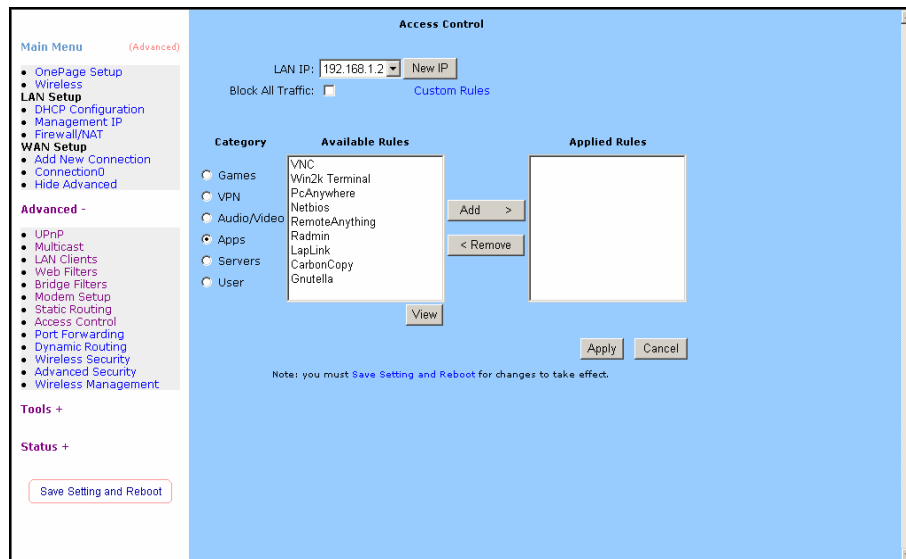 Access Control
Main Menu (Advanced)
OnePage Setup
Wireless
LAN Setup
DHCP Configuration
Management IP
Firewall/NAT
WAN Setup
Add New Connection
Connection0
Hide Advanced
Advanced -
UPnP
Multicast
LAN Clients
Web Filters
Bridge Filters
Modem Setup
Static Routing
Access Control
Port Forwarding
Dynamic Routing
Wireless Security
Advanced Security
Wireless Management
Tools +
Status +
Save Setting and Reboot
LAN IP: 192.168.1.2 New IP
Block All Traffic: Custom Rules
Category Available Rules Applied Rules
Games
VPN
Audio/Video
Apps
Servers
User
VNC
Win2k Terminal
PcAnywhere
Netbios
RemoteAnything
Radmin
LapLink
CarbonCopy
Gnutella
Add >
< Remove
View
Apply Cancel
Note: you must Save Setting and Reboot for changes to take effect.